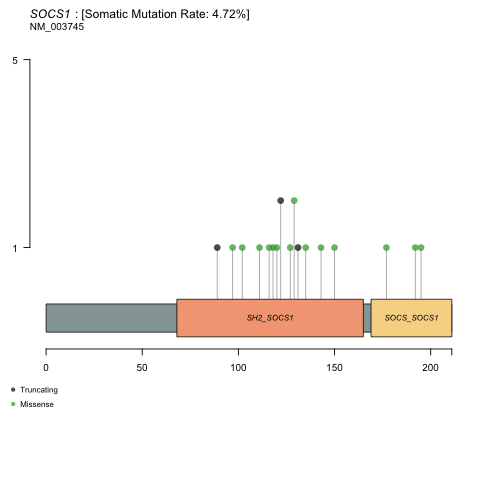 SOCS1 : [Somatic Mutation Rate: 4.72%]
NM_003745
5
1
SH2_SOCS1
SOCS_SOCS1
0 50 100 150 200
Truncating
Missense